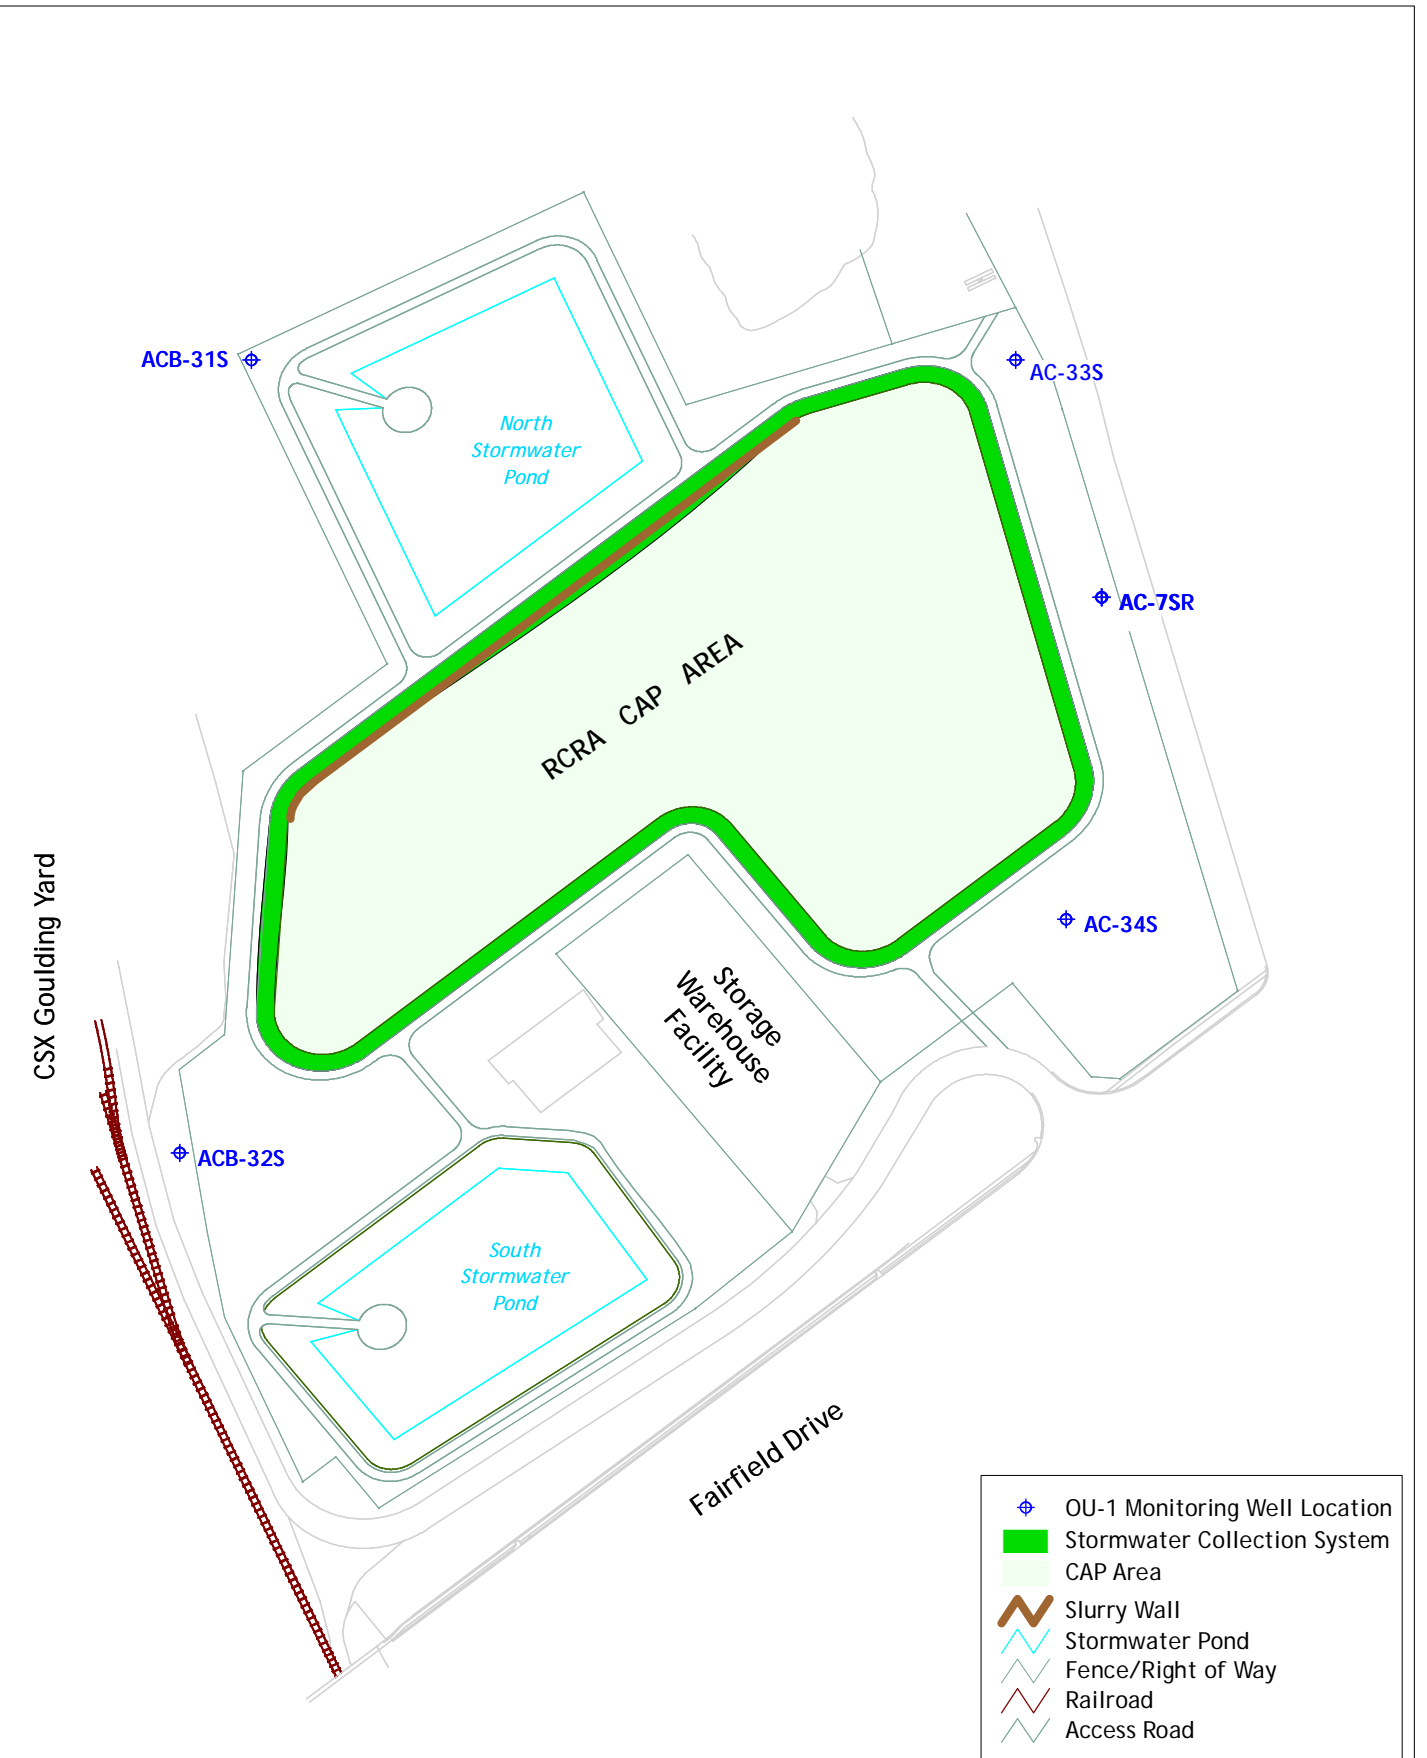 ACB-31S
AC-33S
North
Stormwater
Pond
AC-7SR
RCRA CAP AREA
CSX Goulding Yard
AC-34S
Storage
Warehouse
Facility
ACB-32S
South
Stormwater
Pond
Fairfield Drive
OU-1 Monitoring Well Location
Stormwater Collection System
CAP Area
Slurry Wall
Stormwater Pond
Fence/Right of Way
Railroad
Access Road